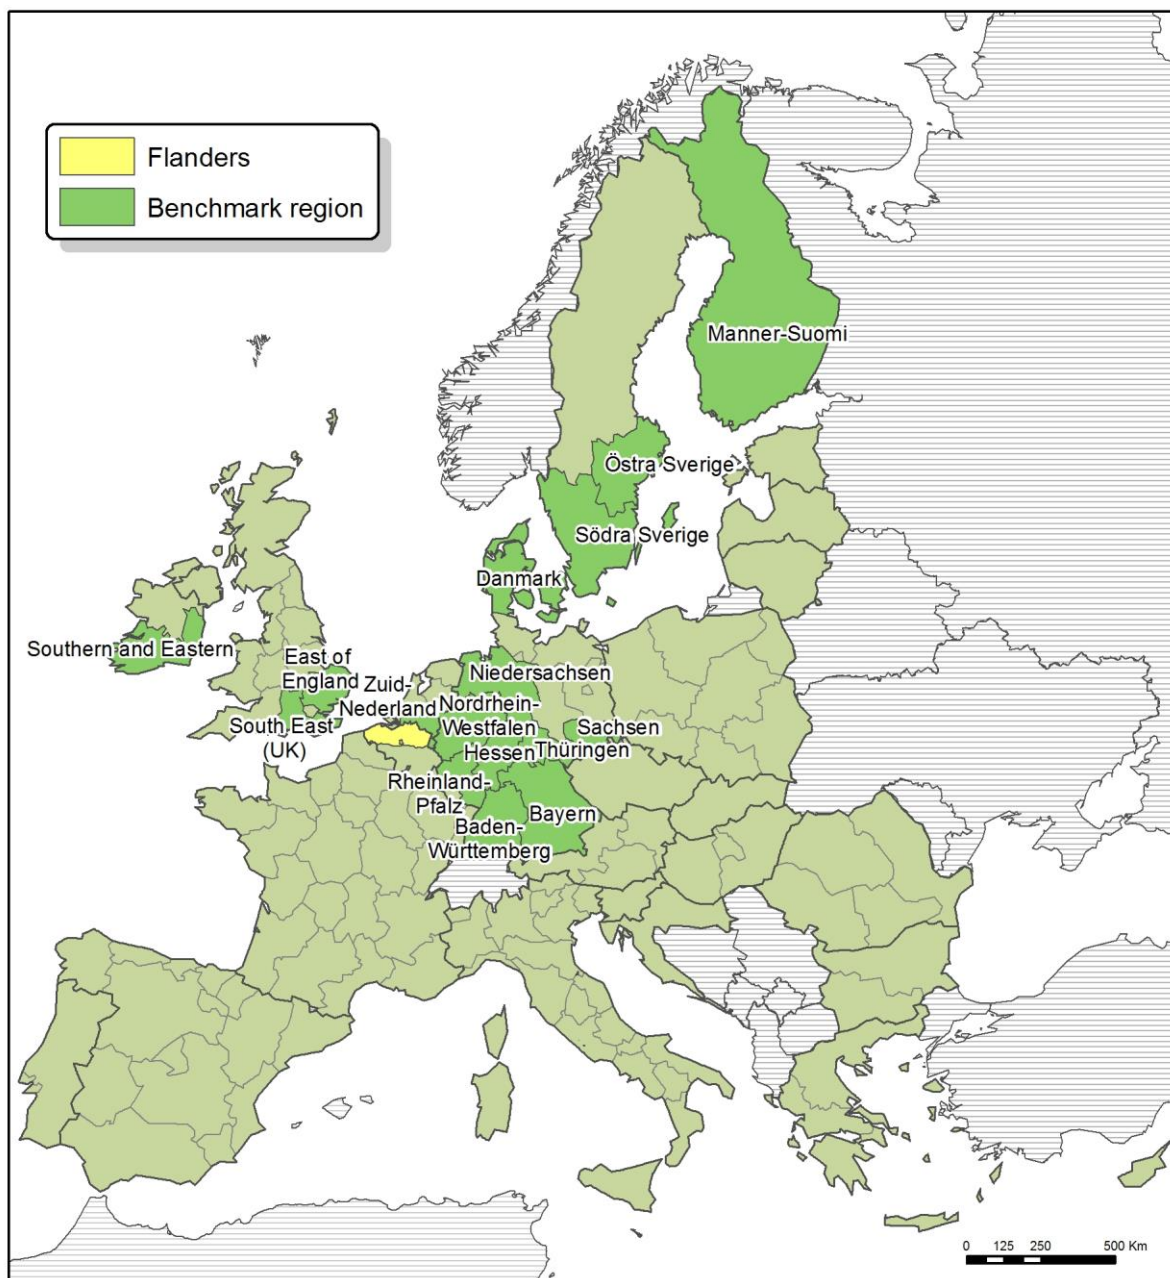 Flanders
Benchmark region
Manner-Suomi
Östra Sverige
Södra Sverige
Danmark
Southern and Eastern
East of
England
South East
(UK)
Zuid-
Nederland
Niedersachsen
Nordrhein-
Westfalen
Sachsen
Hessen
Thüringen
Rheinland-
Pfalz
Bayern
Baden-
Württemberg
0 125 250 500 Km